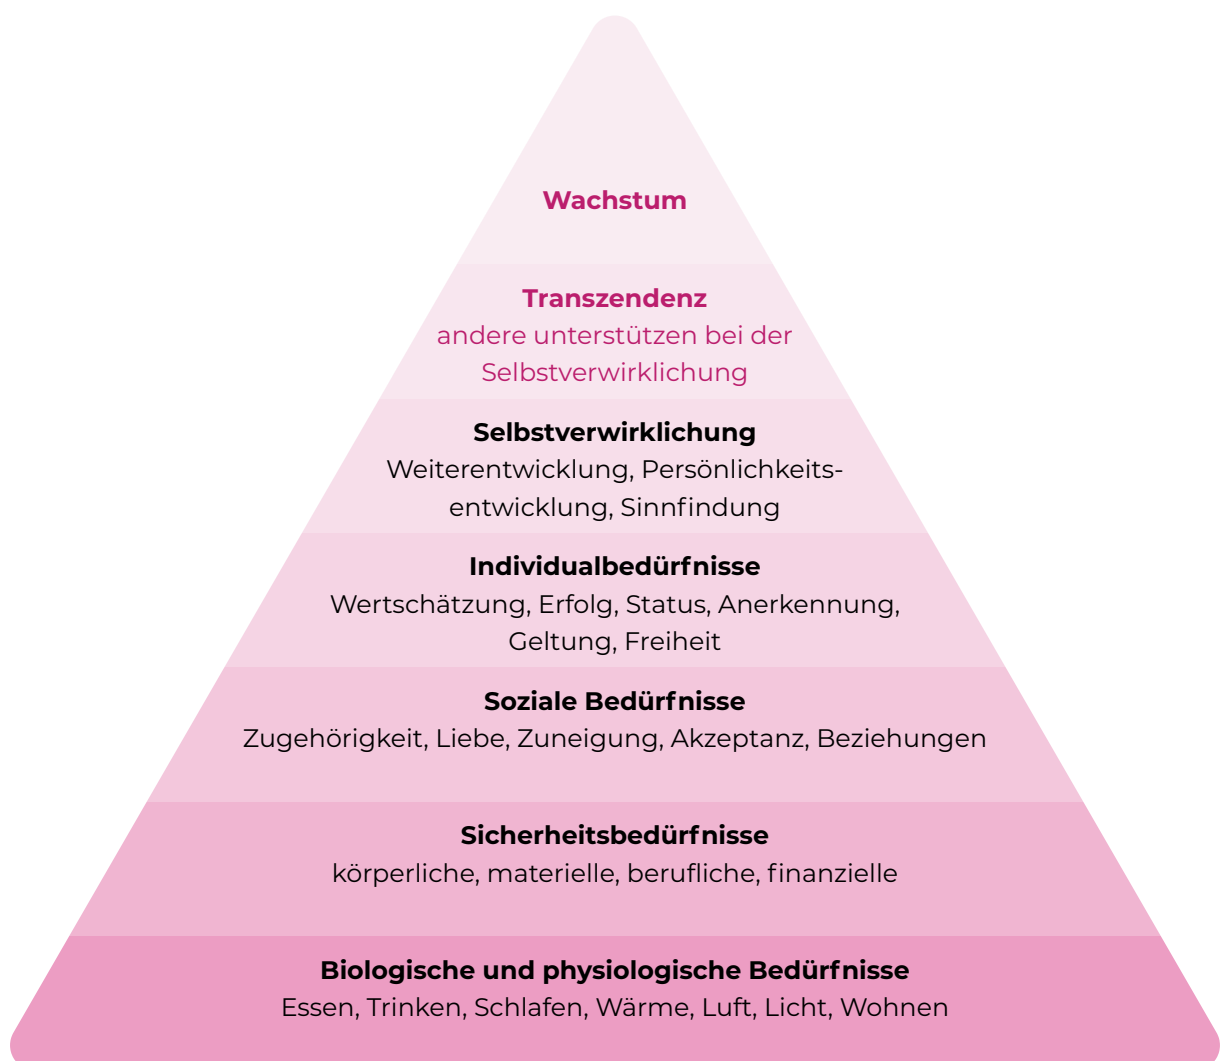 Wachstum
Transzendenz
andere unterstützen bei der
Selbstverwirklichung
Selbstverwirklichung
Weiterentwicklung, Persönlichkeits-
entwicklung, Sinnfindung
Individualbedürfnisse
Wertschätzung, Erfolg, Status, Anerkennung,
Geltung, Freiheit
Soziale Bedürfnisse
Zugehörigkeit, Liebe, Zuneigung, Akzeptanz, Beziehungen
Sicherheitsbedürfnisse
körperliche, materielle, berufliche, finanzielle
Biologische und physiologische Bedürfnisse
Essen, Trinken, Schlafen, Wärme, Luft, Licht, Wohnen